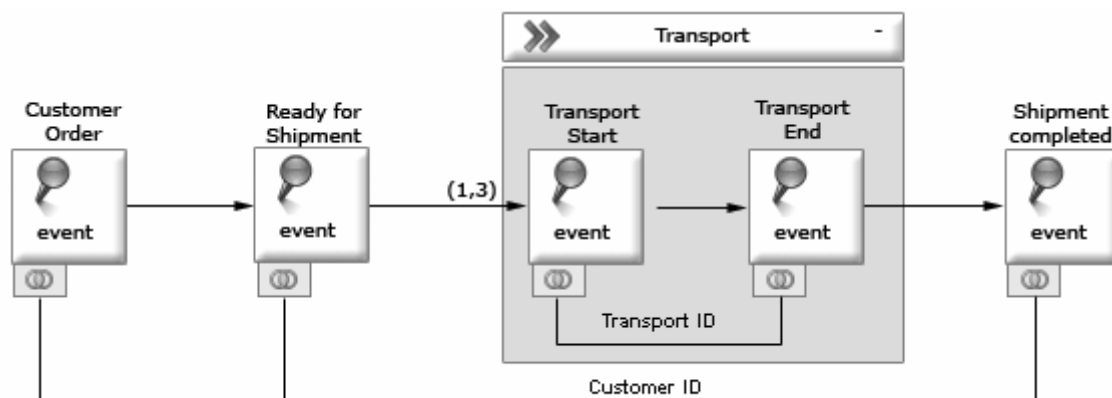 Transport -
Customer
Order
Ready for
Shipment
Transport
Start
Transport
End
Shipment
completed
(1,3)
event
event
event
event
event
Transport ID
Customer ID